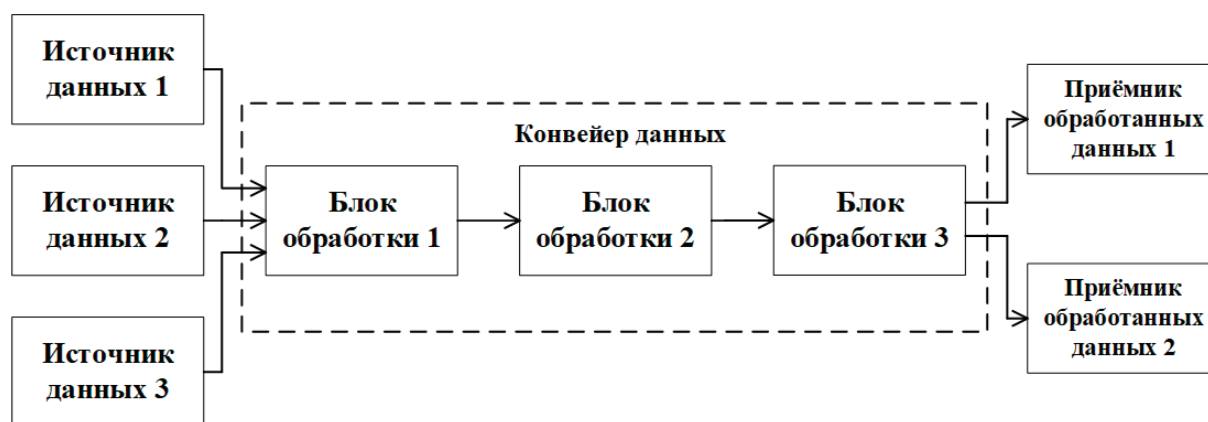 Источник
данных 1
Источник
данных 2
Источник
данных 3
Конвейер данных
Блок
обработки 1
Блок
обработки 2
Блок
обработки 3
Приёмник
обработанных
данных 1
Приёмник
обработанных
данных 2